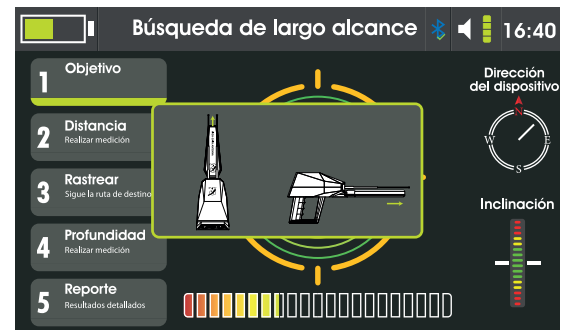 Búsqueda de largo alcance
16:40
1 Objetivo
2 Distancia
Realizar medición
3 Rastrear
Sigue la ruta de destino
4 Profundidad
Realizar medición
5 Reporte
Resultados detallados
Dirección
del dispositivo
N
W E
S
Inclinación